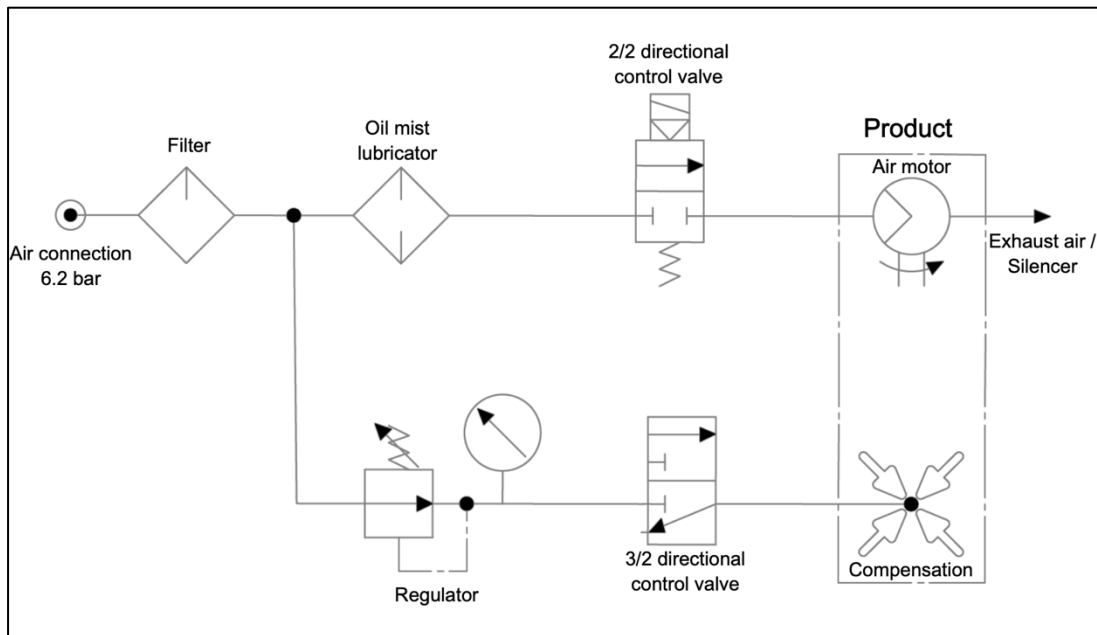 2/2 directional
control valve
Product
Filter
Oil mist
lubricator
Air motor
Air connection
6.2 bar
Exhaust air /
Silencer
Regulator
3/2 directional
control valve
Compensation